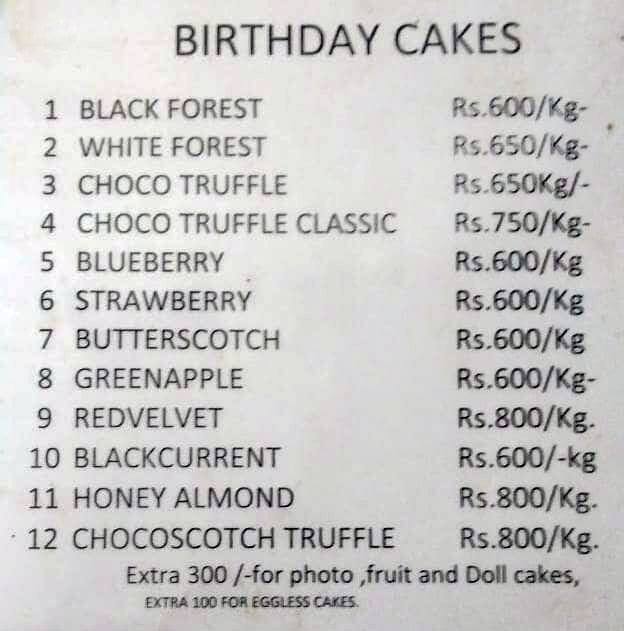 BIRTHDAY CAKES
1 BLACK FOREST Rs.600/Kg-
2 WHITE FOREST Rs.650/Kg-
3 CHOCO TRUFFLE Rs.650Kg/-
4 CHOCO TRUFFLE CLASSIC Rs.750/Kg-
5 BLUEBERRY Rs.600/Kg
6 STRAWBERRY Rs.600/Kg
7 BUTTERSCOTCH Rs.600/Kg
8 GREENAPPLE Rs.600/Kg-
9 REDVELVET Rs.800/Kg.
10 BLACKCURRENT Rs.600/-kg
11 HONEY ALMOND Rs.800/Kg.
12 CHOCOSCOTCH TRUFFLE Rs.800/Kg.
Extra 300 /-for photo ,fruit and Doll cakes,
EXTRA 100 FOR EGGLESS CAKES.